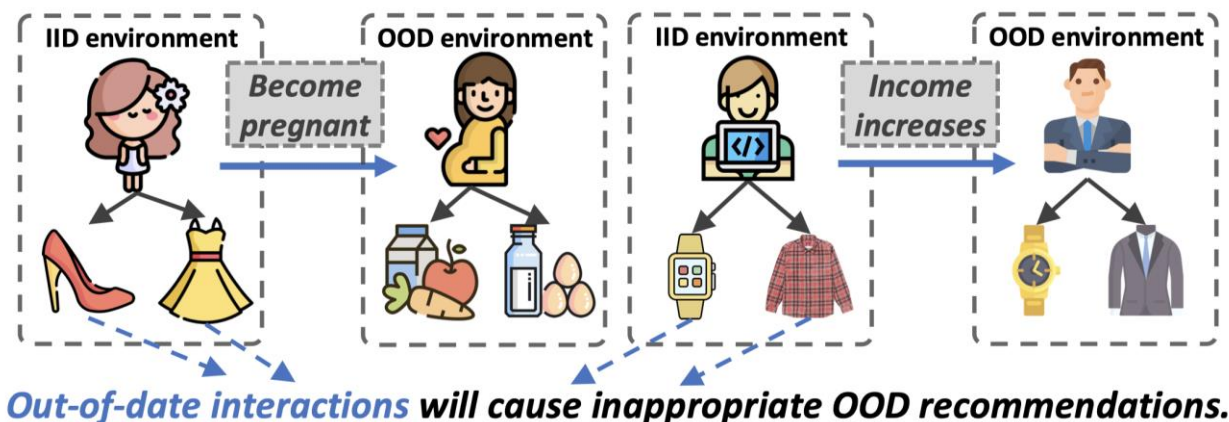 IID environment
OOD environment
IID environment
OOD environment
Become
pregnant
Income
increases
</>
Out-of-date interactions will cause inappropriate OOD recommendations.